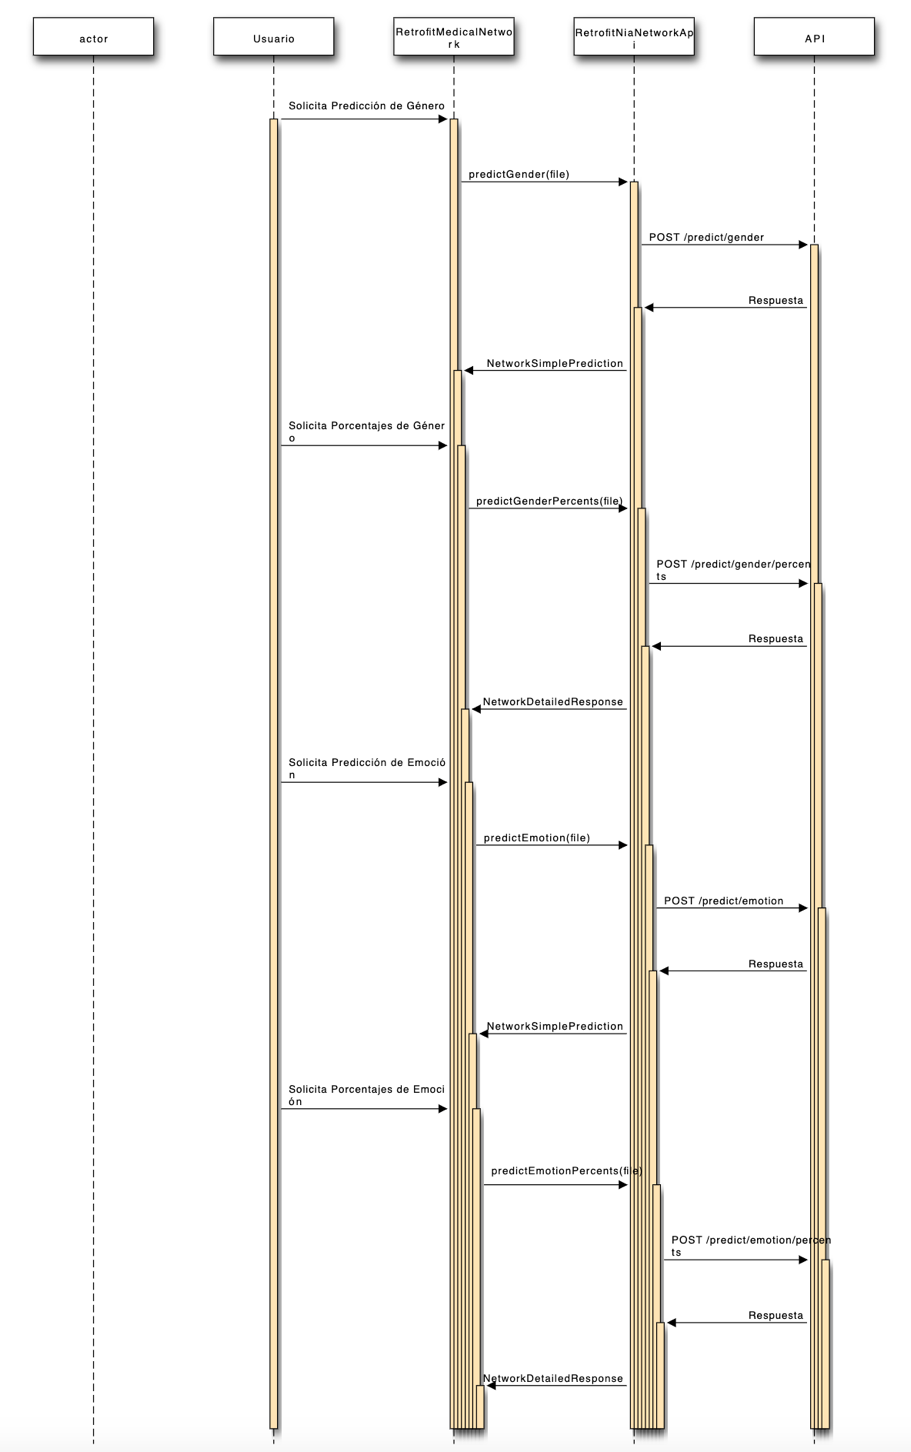 actor
Usuario
RetrofitMedicalNetwo
rk
RetrofitNiaNetworkAp
i
API
Solicita Predicción de Género
predictGender(file)
POST /predict/gender
Respuesta
NetworkSimplePrediction
Solicita Porcentajes de Géner
o
predictGenderPercents(file)
POST /predict/gender/percen
ts
Respuesta
NetworkDetailedResponse
Solicita Predicción de Emoció
n
predictEmotion(file)
POST /predict/emotion
Respuesta
NetworkSimplePrediction
Solicita Porcentajes de Emoci
ón
predictEmotionPercents(file)
POST /predict/emotion/percen
ts
Respuesta
NetworkDetailedResponse